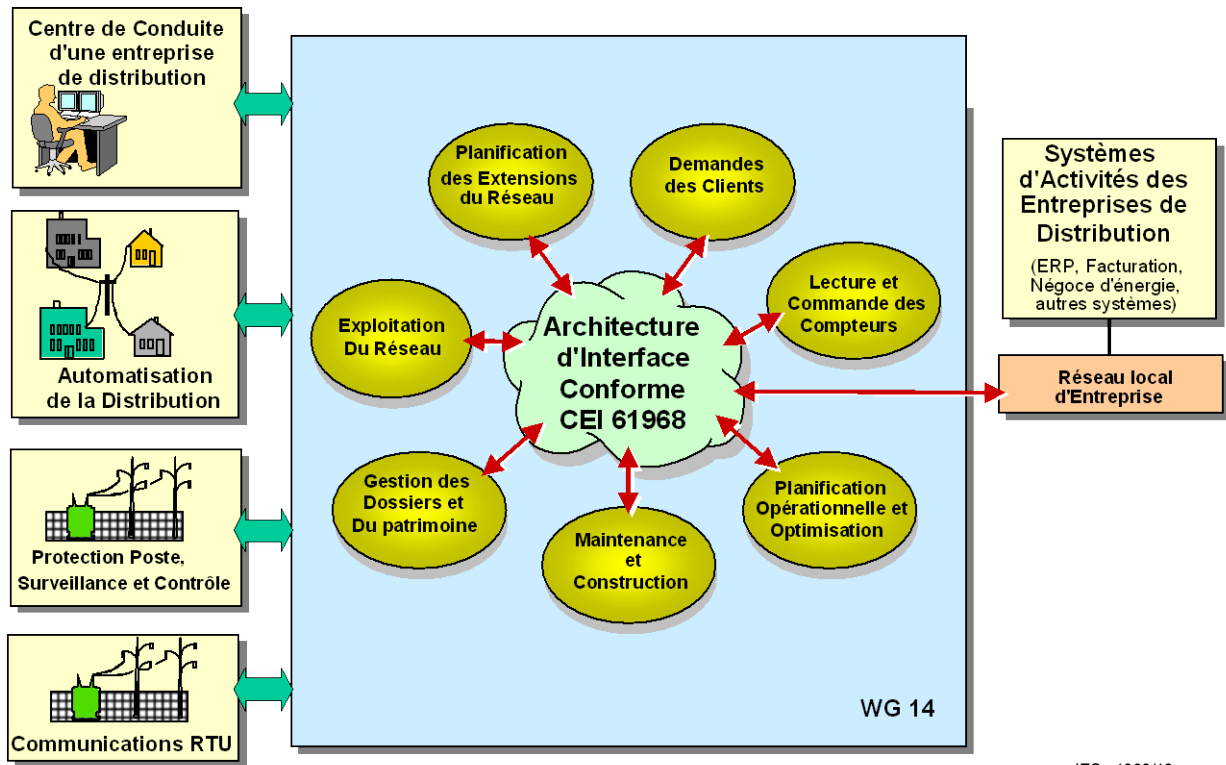 Centre de Conduite
d'une entreprise
de distribution
Automatisation
de la Distribution
Protection Poste,
Surveillance et Contrôle
Communications RTU
Planification
des Extensions
du Réseau
Demandes
des Clients
Lecture et
Commande des
Compteurs
Exploitation
Du Réseau
Architecture
d'Interface
Conforme
CEI 61968
Gestion des
Dossiers et
Du patrimoine
Maintenance
et
Construction
Planification
Opérationnelle et
Optimisation
WG 14
Systèmes
d'Activités des
Entreprises de
Distribution
(ERP, Facturation,
Négoce d'énergie,
autres systèmes)
Réseau local
d'Entreprise